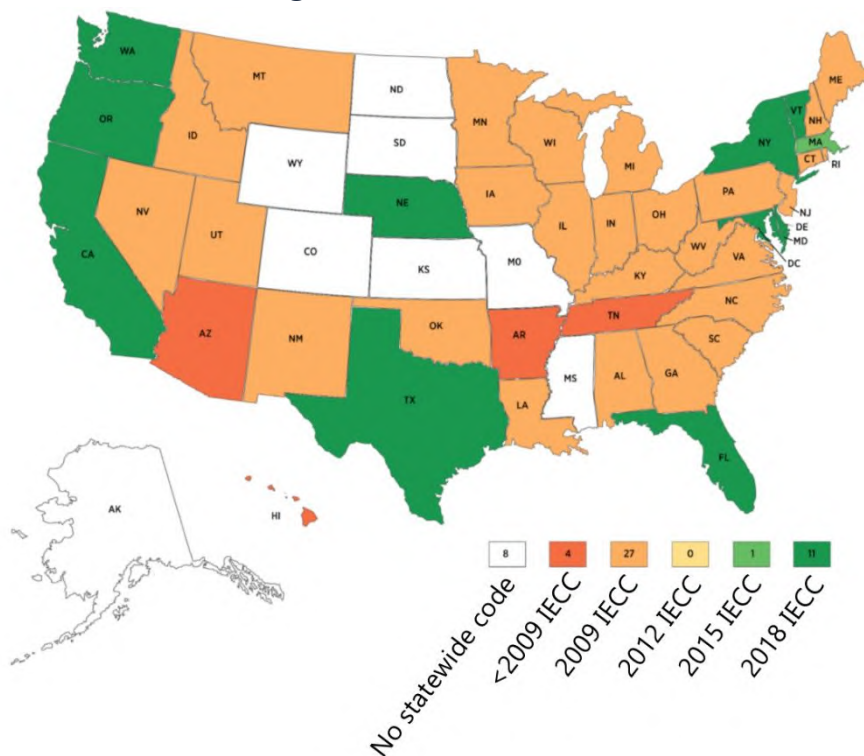 WA
MT
ND
OR
ID
WY
SD
MN
WI
MI
ME
VT
NH
NY
MA
CT
RI
NV
UT
CO
NE
KS
IA
MO
IL
IN
OH
PA
NJ
DE
MD
DC
WV
VA
KY
CA
AZ
NM
OK
AR
TN
NC
SC
TX
LA
MS
AL
GA
FL
AK
HI
8
4
27
0
1
11
No statewide code
<2009 IECC
2009 IECC
2012 IECC
2015 IECC
2018 IECC